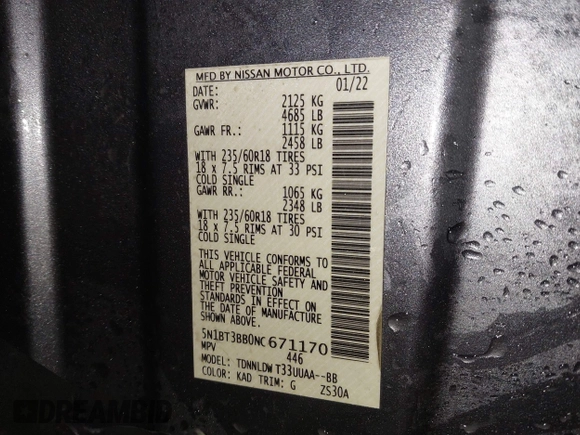 MFD BY NISSAN MOTOR CO., LTD.
DATE: 01/22
GVWR: 2125 KG
4685 LB
GAWR FR.: 1115 KG
2458 LB
WITH 235/60R18 TIRES
18 x 7.5 RIMS AT 33 PSI
COLD SINGLE
GAWR RR.: 1065 KG
2348 LB
WITH 235/60R18 TIRES
18 x 7.5 RIMS AT 30 PSI
COLD SINGLE
THIS VEHICLE CONFORMS TO
ALL APPLICABLE FEDERAL
MOTOR VEHICLE SAFETY AND
THEFT PREVENTION
STANDARDS IN EFFECT ON
THE DATE OF MANUFACTURE
SHOWN ABOVE.
5N1BT3BB0NC671170
MPV 446
MODEL: TDNNLDW T33UUAA--BB
COLOR: KAD TRIM: G ZS30A
DREAMBID